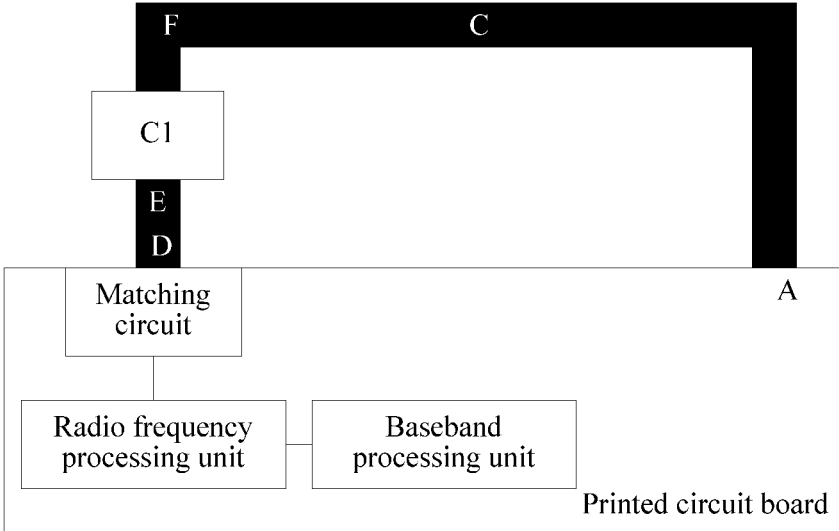 F
C
C1
E
D
Matching
circuit
A
Radio frequency
processing unit
Baseband
processing unit
Printed circuit board